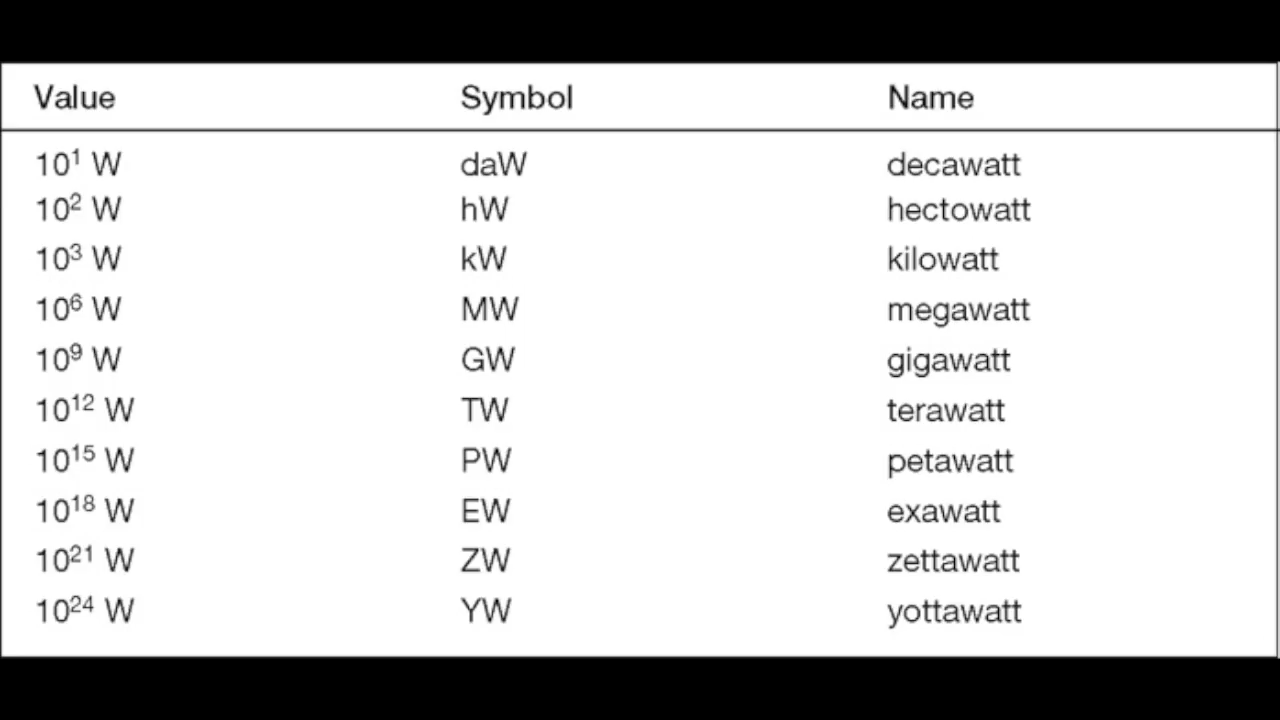 Value Symbol Name
10¹ W daW decawatt
10² W hW hectowatt
10³ W kW kilowatt
10⁶ W MW megawatt
10⁹ W GW gigawatt
10¹² W TW terawatt
10¹⁵ W PW petawatt
10¹⁸ W EW exawatt
10²¹ W ZW zettawatt
10²⁴ W YW yottawatt